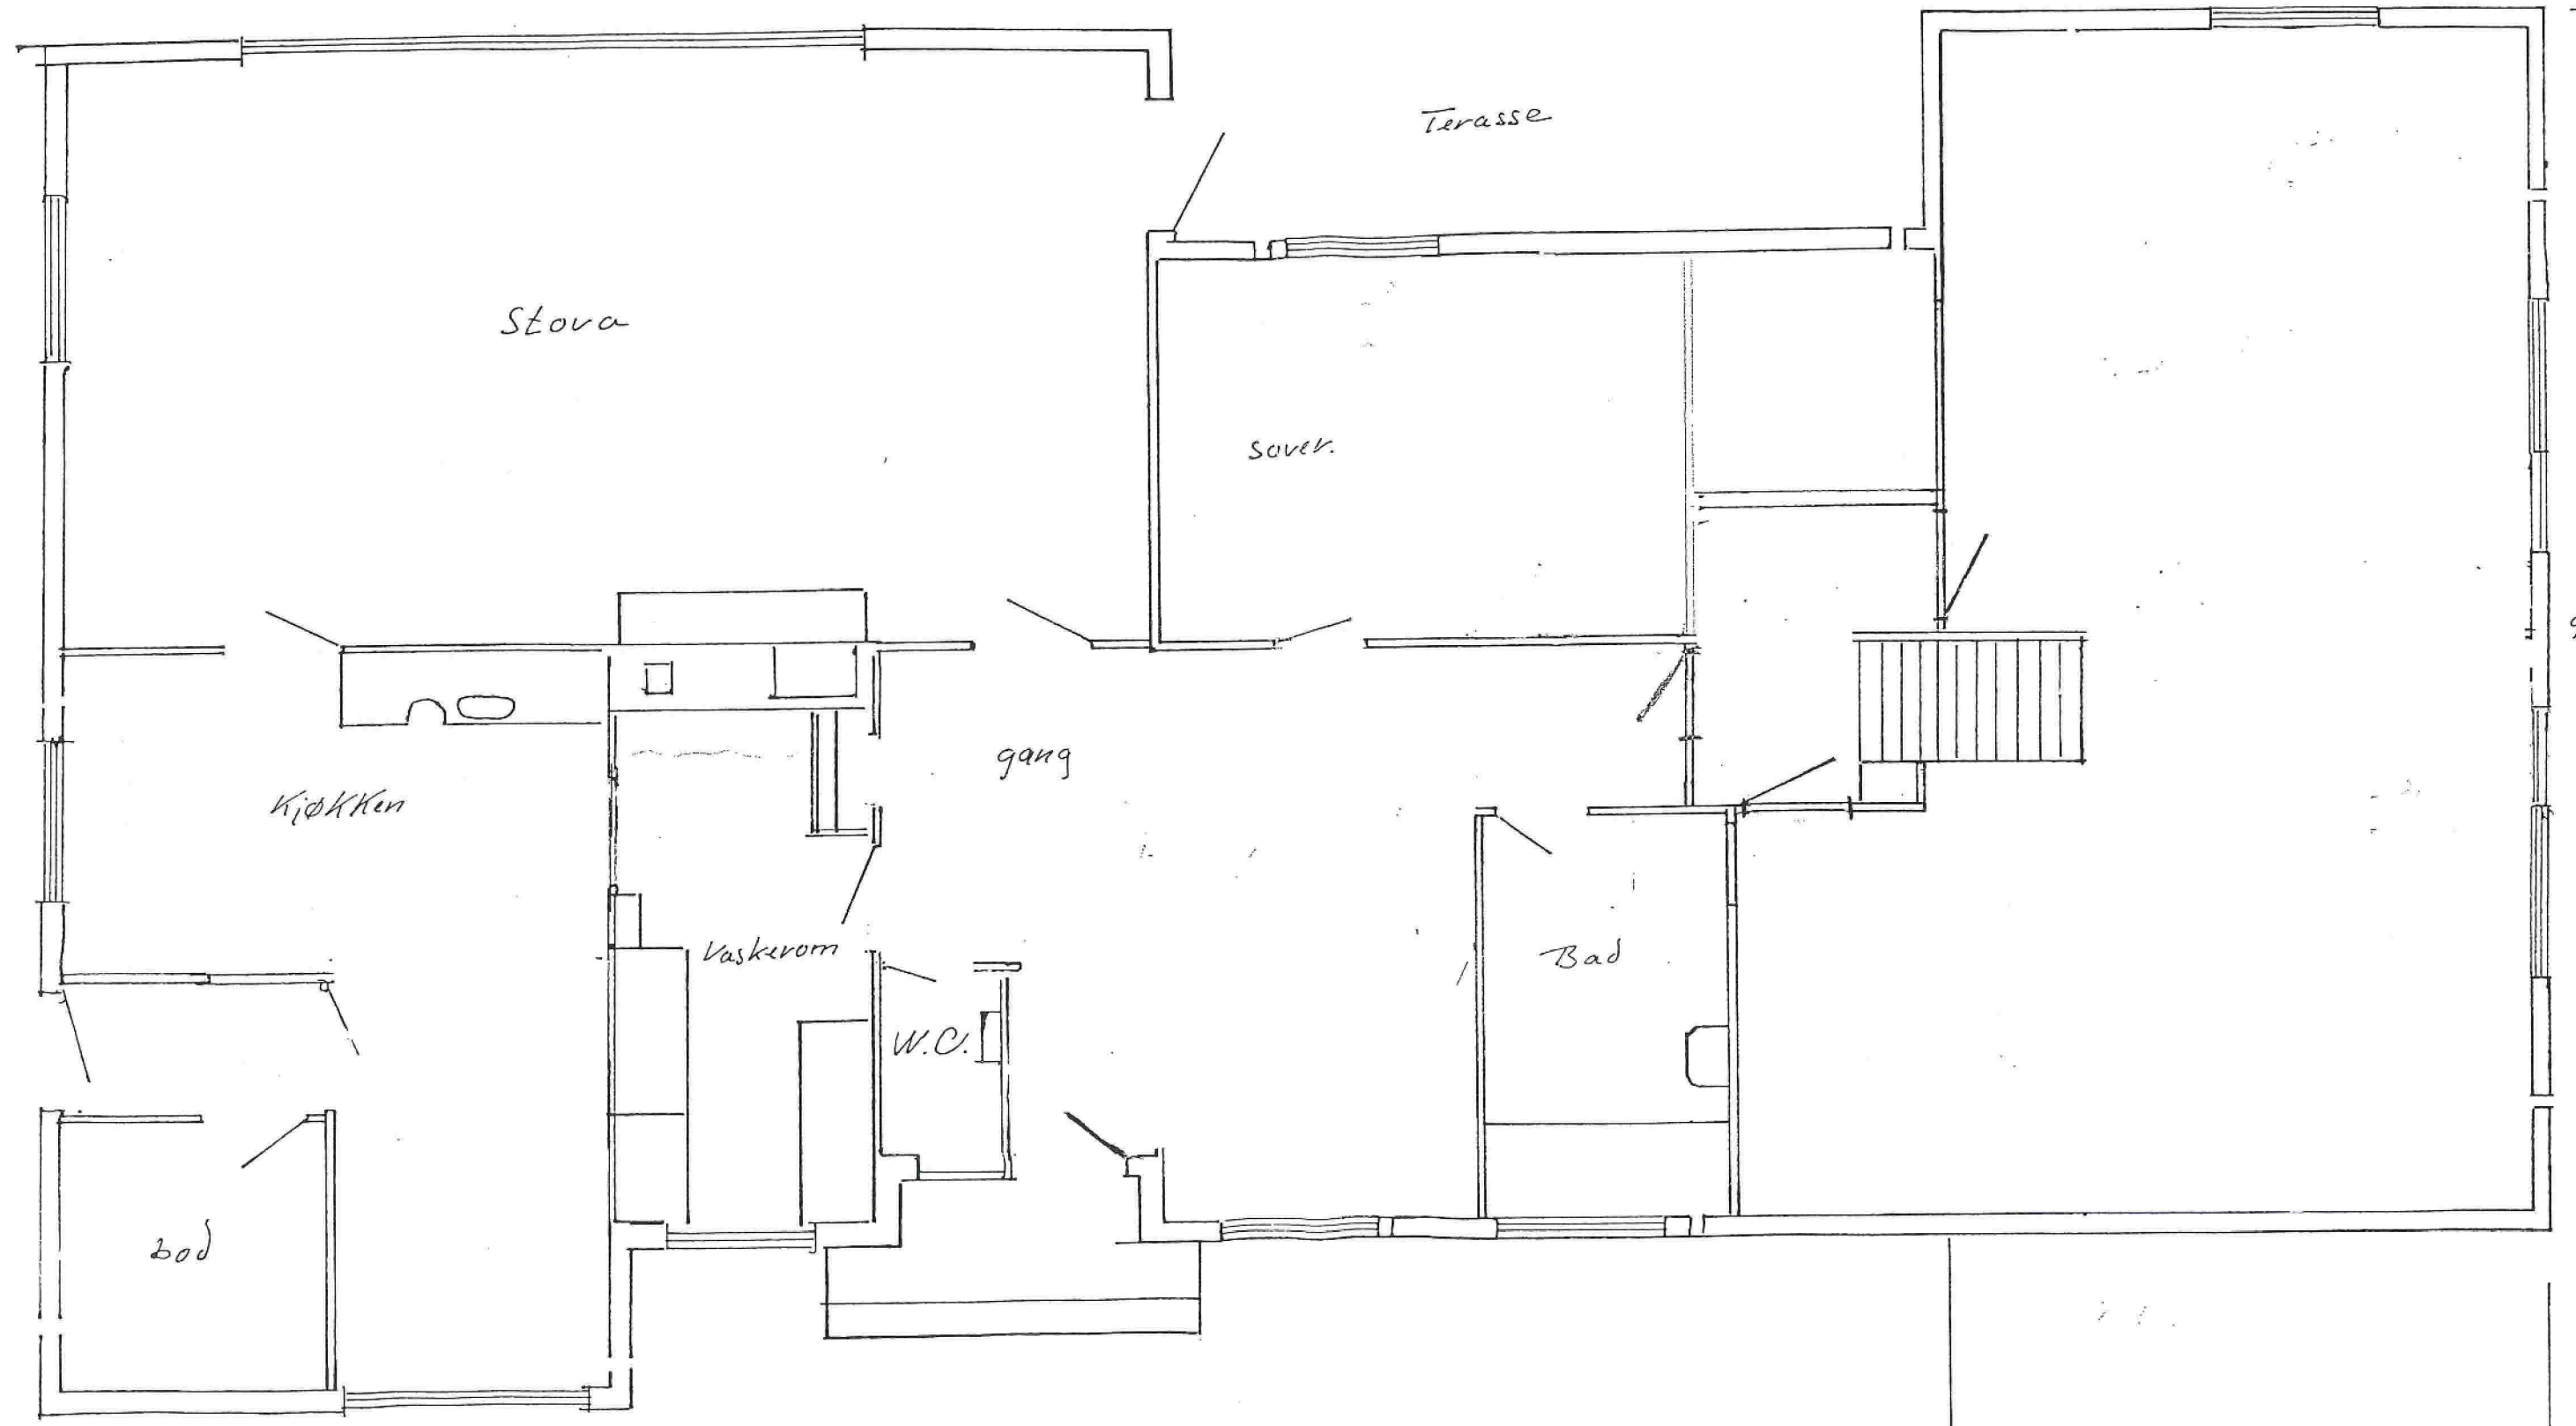 Terasse
Stova
sover.
gang
Kjøkken
Vaskerom
Bad
W.C.
bod